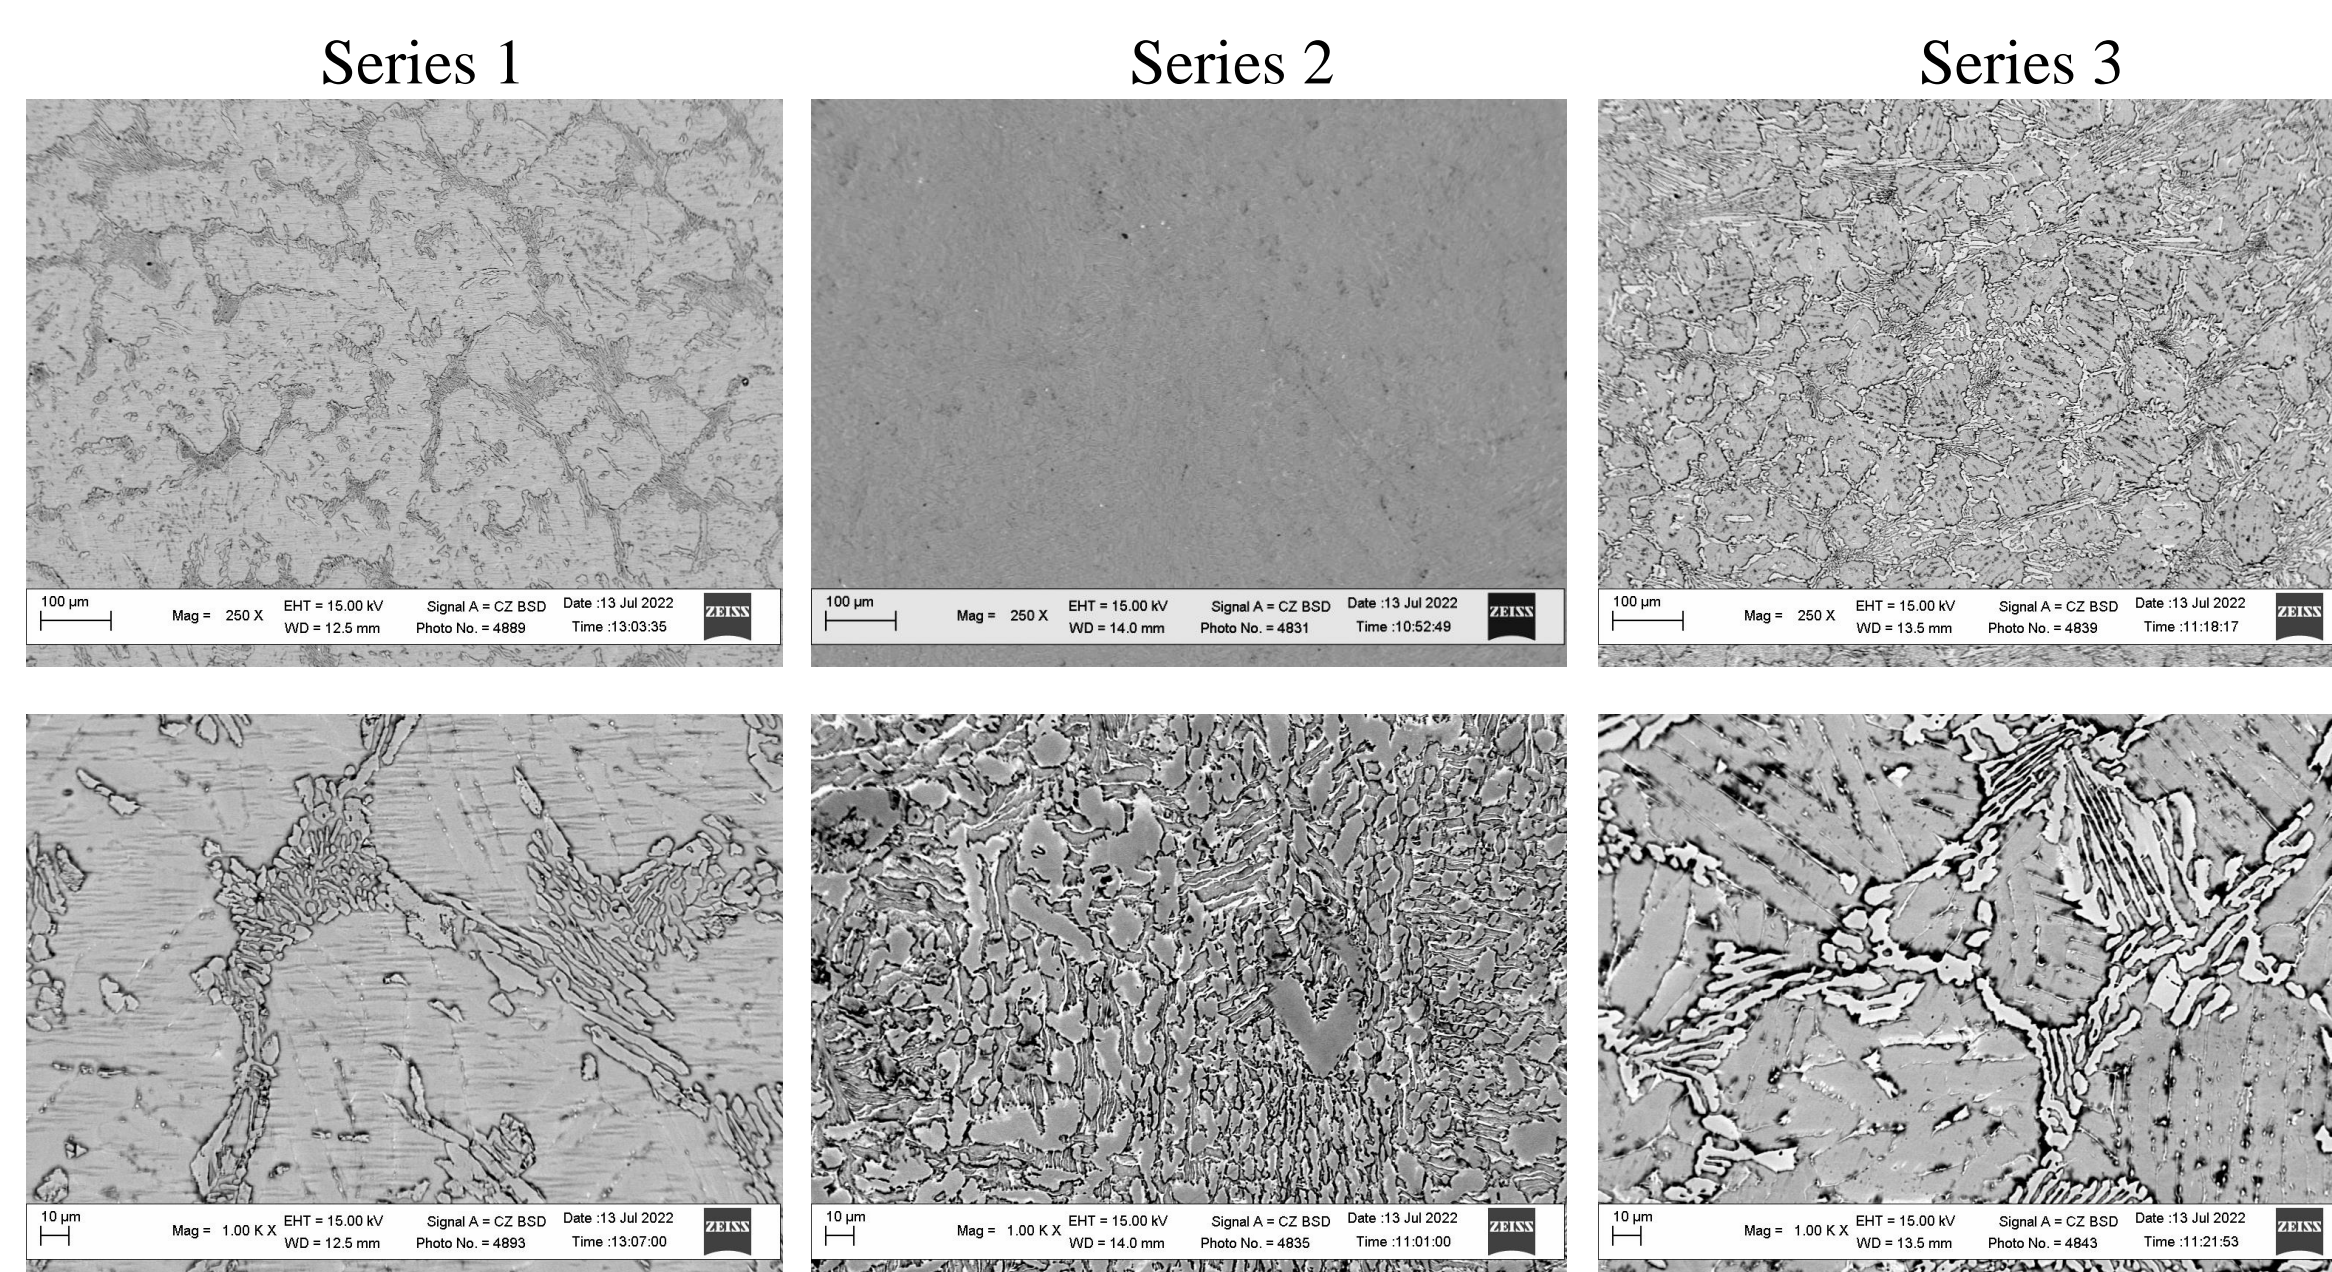 Series 1
Series 2
Series 3
100 µm
Mag = 250 X
EHT = 15.00 kV
WD = 12.5 mm
Signal A = CZ BSD
Photo No. = 4889
Date :13 Jul 2022
Time :13:03:35
ZEISS
100 µm
Mag = 250 X
EHT = 15.00 kV
WD = 14.0 mm
Signal A = CZ BSD
Photo No. = 4831
Date :13 Jul 2022
Time :10:52:49
ZEISS
100 µm
Mag = 250 X
EHT = 15.00 kV
WD = 13.5 mm
Signal A = CZ BSD
Photo No. = 4839
Date :13 Jul 2022
Time :11:18:17
ZEISS
10 µm
Mag = 1.00 K X
EHT = 15.00 kV
WD = 12.5 mm
Signal A = CZ BSD
Photo No. = 4893
Date :13 Jul 2022
Time :13:07:00
ZEISS
10 µm
Mag = 1.00 K X
EHT = 15.00 kV
WD = 14.0 mm
Signal A = CZ BSD
Photo No. = 4835
Date :13 Jul 2022
Time :11:01:00
ZEISS
10 µm
Mag = 1.00 K X
EHT = 15.00 kV
WD = 13.5 mm
Signal A = CZ BSD
Photo No. = 4843
Date :13 Jul 2022
Time :11:21:53
ZEISS